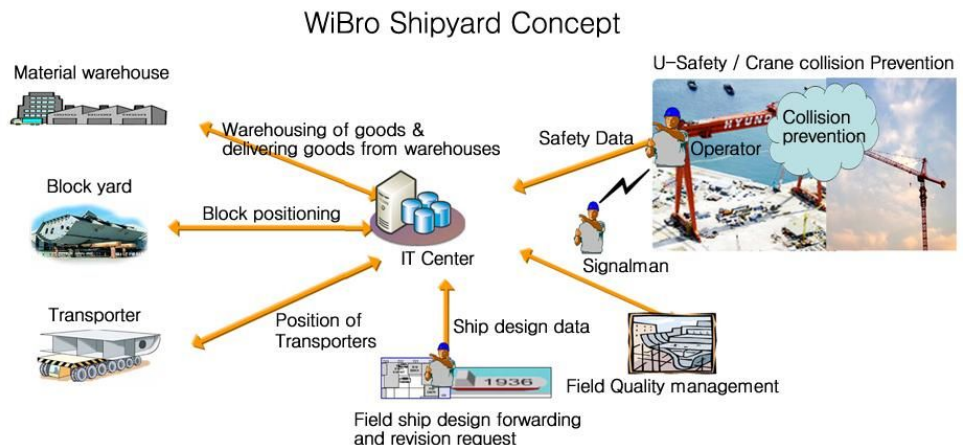 WiBro Shipyard Concept
Material warehouse
U-Safety / Crane collision Prevention
Warehousing of goods &
delivering goods from warehouses
Safety Data
HYUND
Operator
Collision
prevention
Block yard
Block positioning
IT Center
Signalman
Transporter
Position of
Transporters
Ship design data
1936
Field Quality management
Field ship design forwarding
and revision request